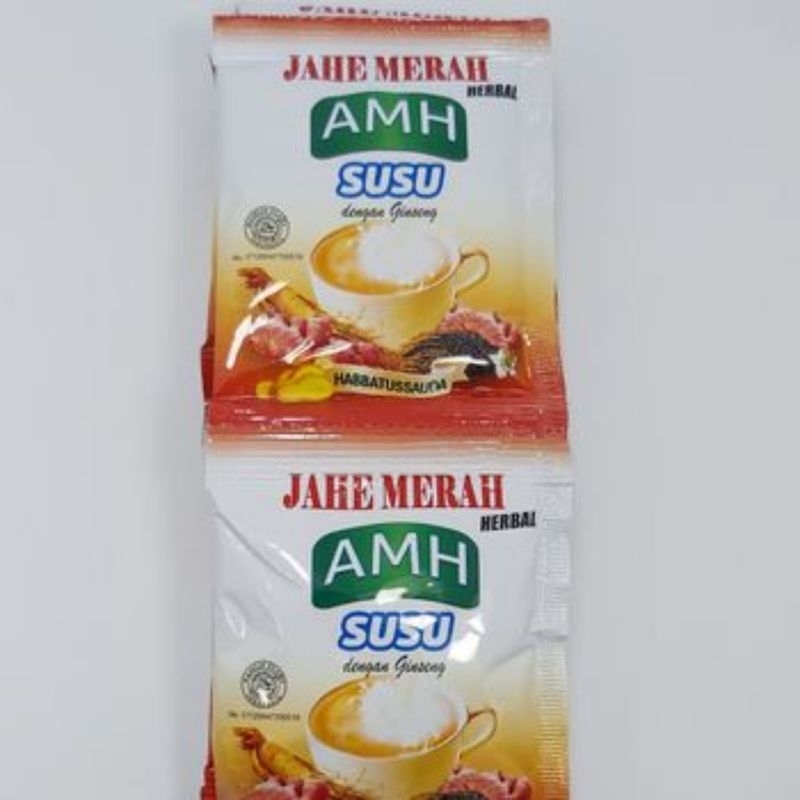 JAHE MERAH
HERBAL
AMH
SUSU
dengan Ginseng
HABBATUSSAUDA
JAHE MERAH
HERBAL
AMH
SUSU
dengan Ginseng